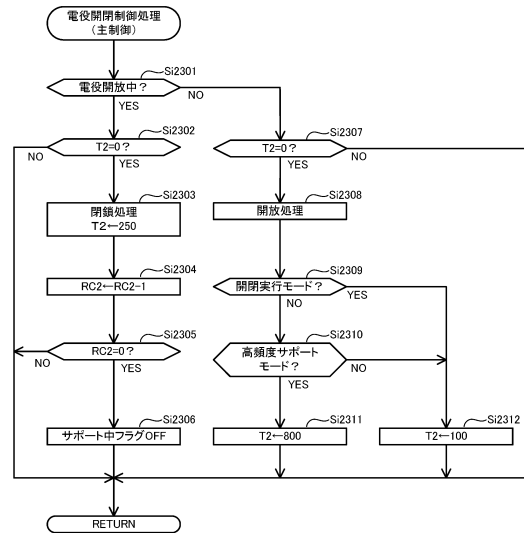 電役開閉制御処理
（主制御）
Si2301
電役開放中？
NO
YES
Si2302
T2=0？
NO
YES
Si2303
閉鎖処理
T2←250
Si2304
RC2←RC2-1
Si2305
RC2=0？
NO
YES
Si2306
サポート中フラグOFF
Si2307
T2=0？
NO
YES
Si2308
開放処理
Si2309
開閉実行モード？
YES
NO
Si2310
高頻度サポート
モード？
NO
YES
Si2311
T2←800
Si2312
T2←100
RETURN